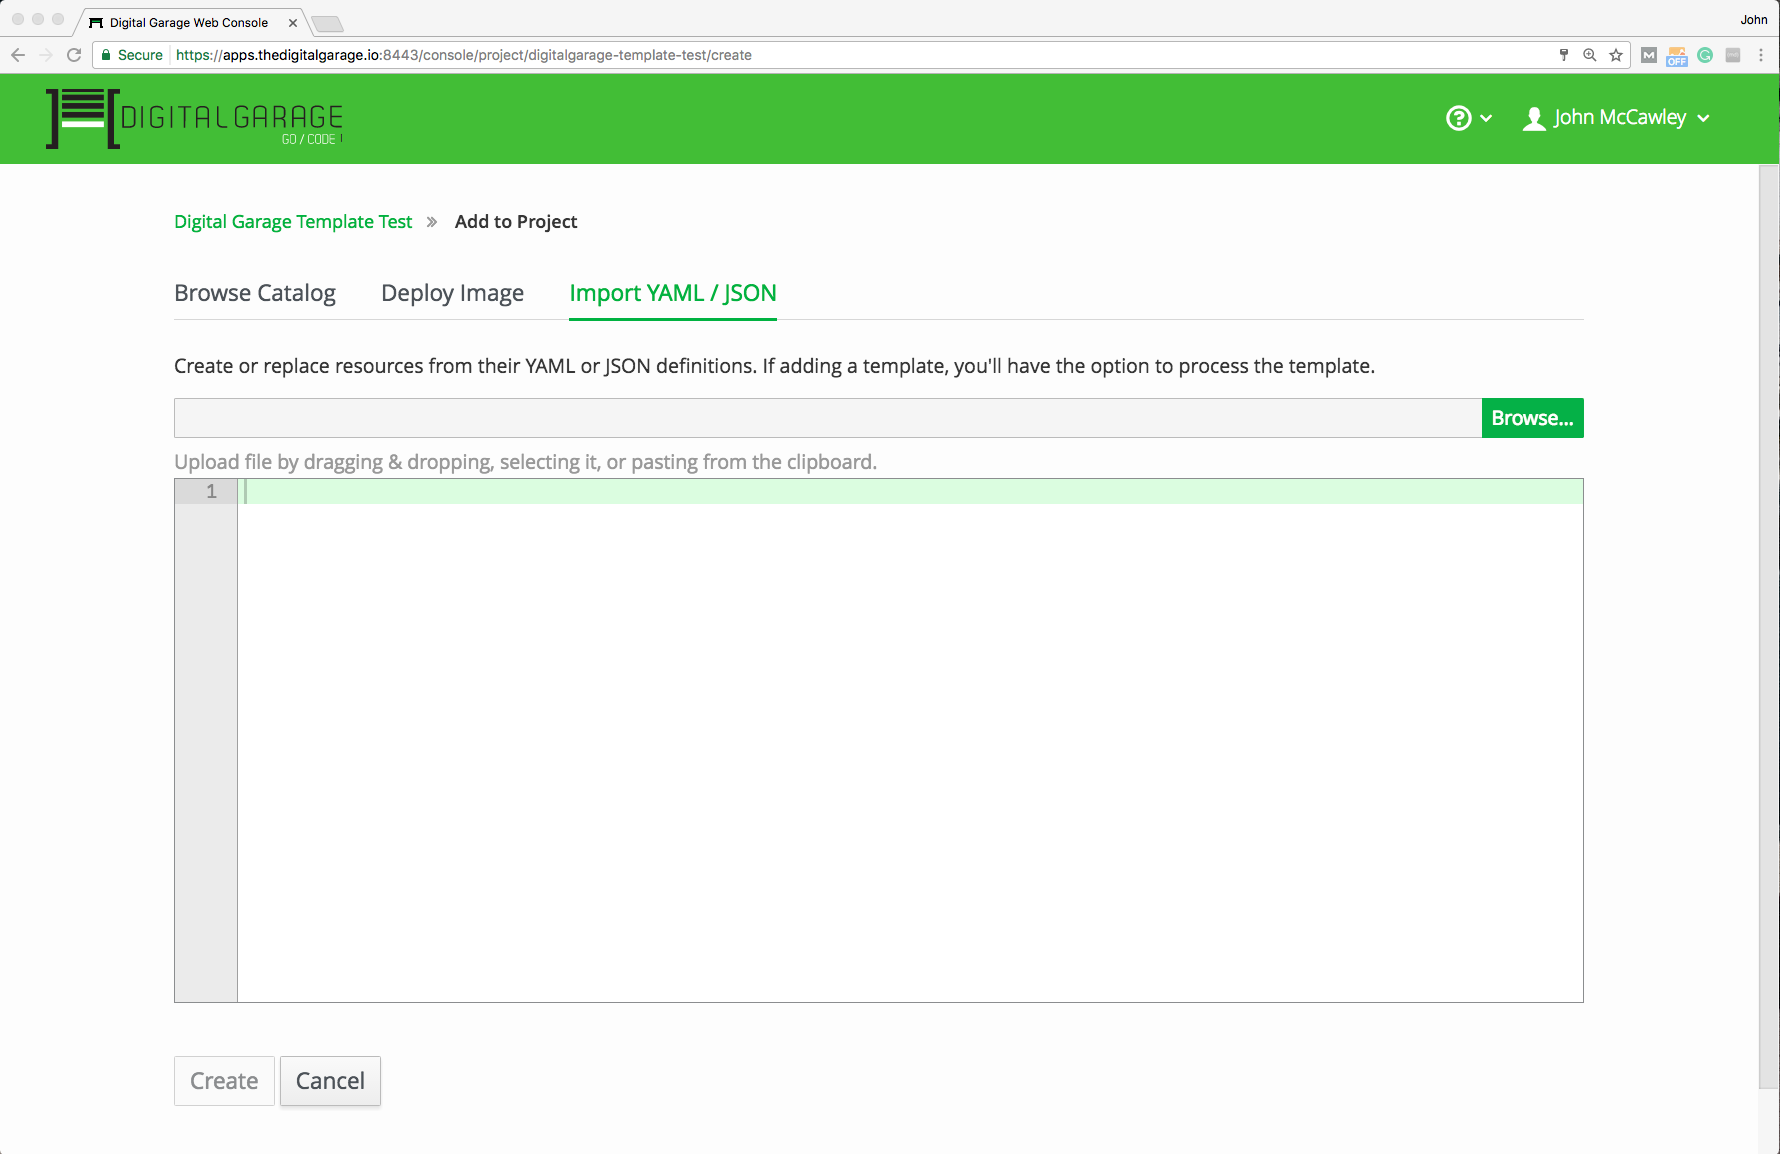 Digital Garage Web Console
John
Secure https://apps.thedigitalgarage.io:8443/console/project/digitalgarage-template-test/create
M
OFF
G
DIGITALGARAGE
GO / CODE !
?
John McCawley
Digital Garage Template Test » Add to Project
Browse Catalog Deploy Image Import YAML / JSON
Create or replace resources from their YAML or JSON definitions. If adding a template, you'll have the option to process the template.
Browse...
Upload file by dragging & dropping, selecting it, or pasting from the clipboard.
1
Create Cancel